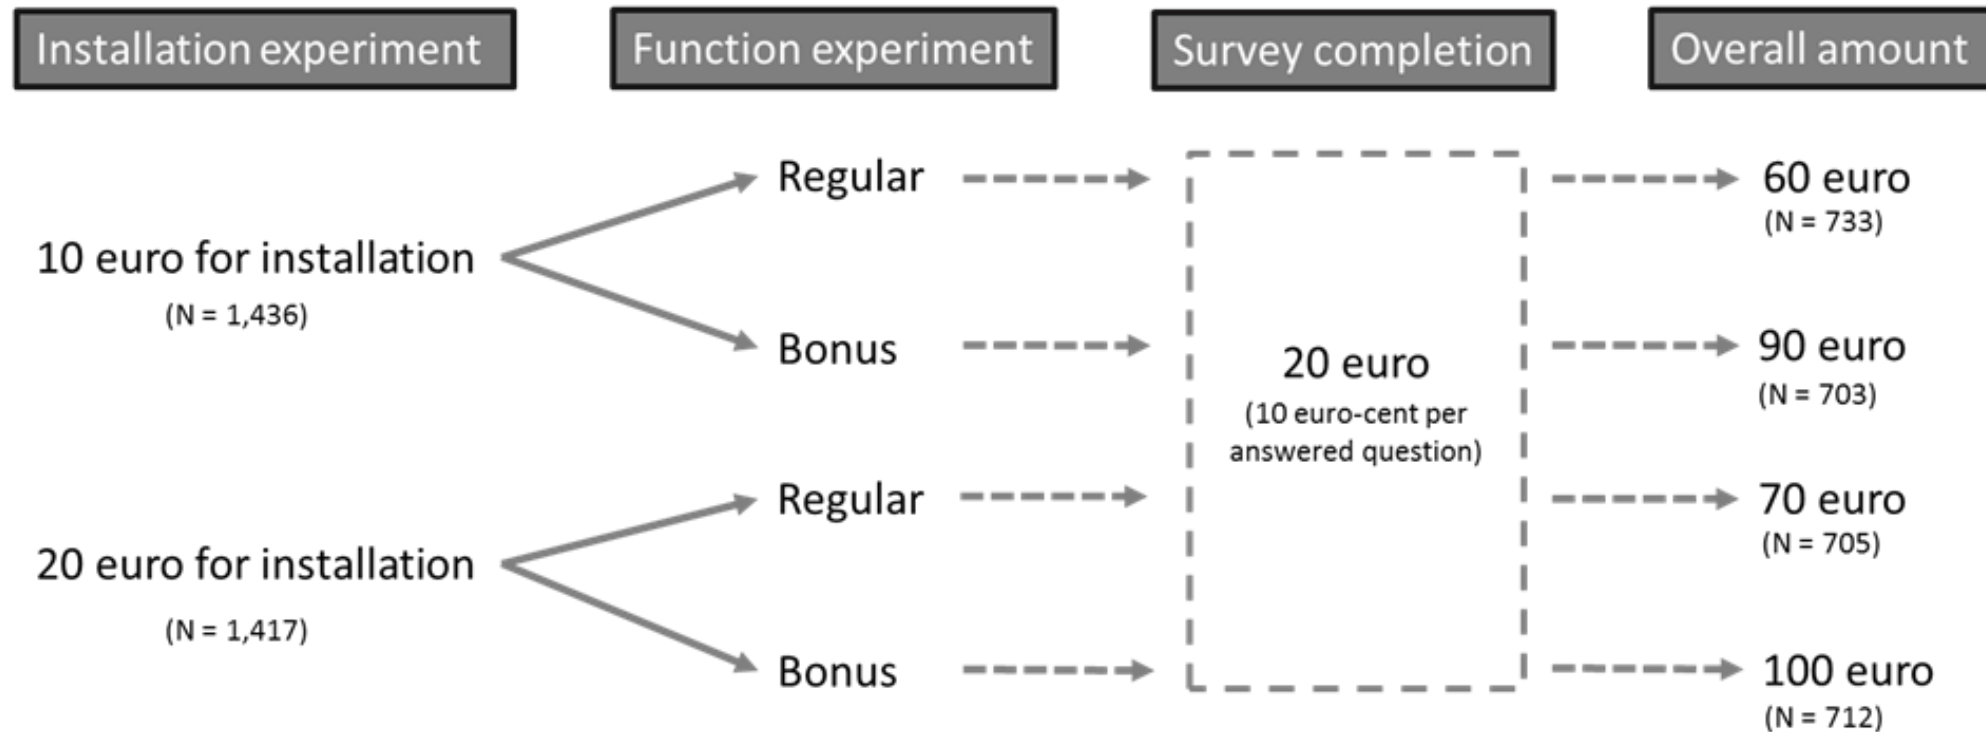 Installation experiment
Function experiment
Survey completion
Overall amount
10 euro for installation
(N = 1,436)
Regular
Bonus
20 euro for installation
(N = 1,417)
Regular
Bonus
20 euro
(10 euro-cent per
answered question)
60 euro
(N = 733)
90 euro
(N = 703)
70 euro
(N = 705)
100 euro
(N = 712)